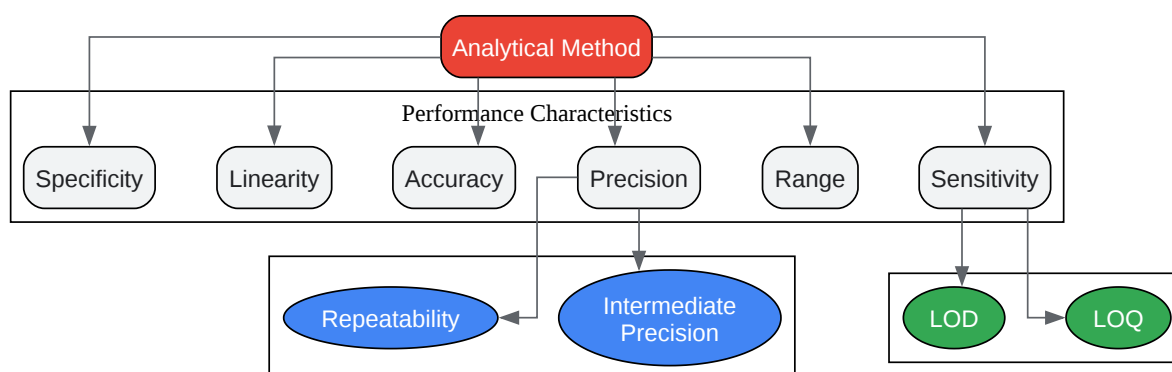 Analytical Method
Performance Characteristics
Specificity
Linearity
Accuracy
Precision
Range
Sensitivity
Repeatability
Intermediate
Precision
LOD
LOQ